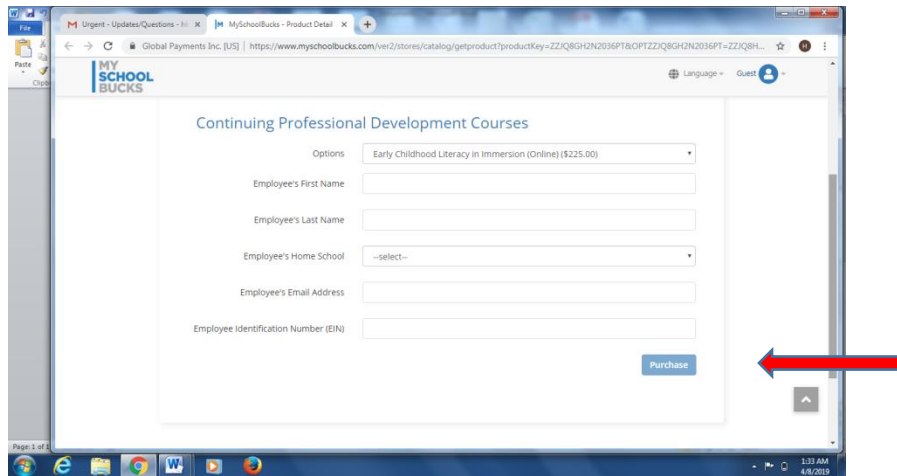 File
Urgent - Updates/Questions - N
MySchoolBucks - Product Detail
Paste
Clipb
Global Payments Inc. [US] | https://www.myschoolbucks.com/ver2/stores/catalog/getproduct?productKey=ZZJQ8GH2N2036PT&OPTZZJQ8GH2N2036PT=ZZJQ8H...
MY
SCHOOL
BUCKS
Language
Guest
Continuing Professional Development Courses
Options
Early Childhood Literacy in Immersion (Online) ($225.00)
Employee's First Name
Employee's Last Name
Employee's Home School
--select--
Employee's Email Address
Employee Identification Number (EIN)
Purchase
Page: 1 of 1
1:33 AM
4/8/2019